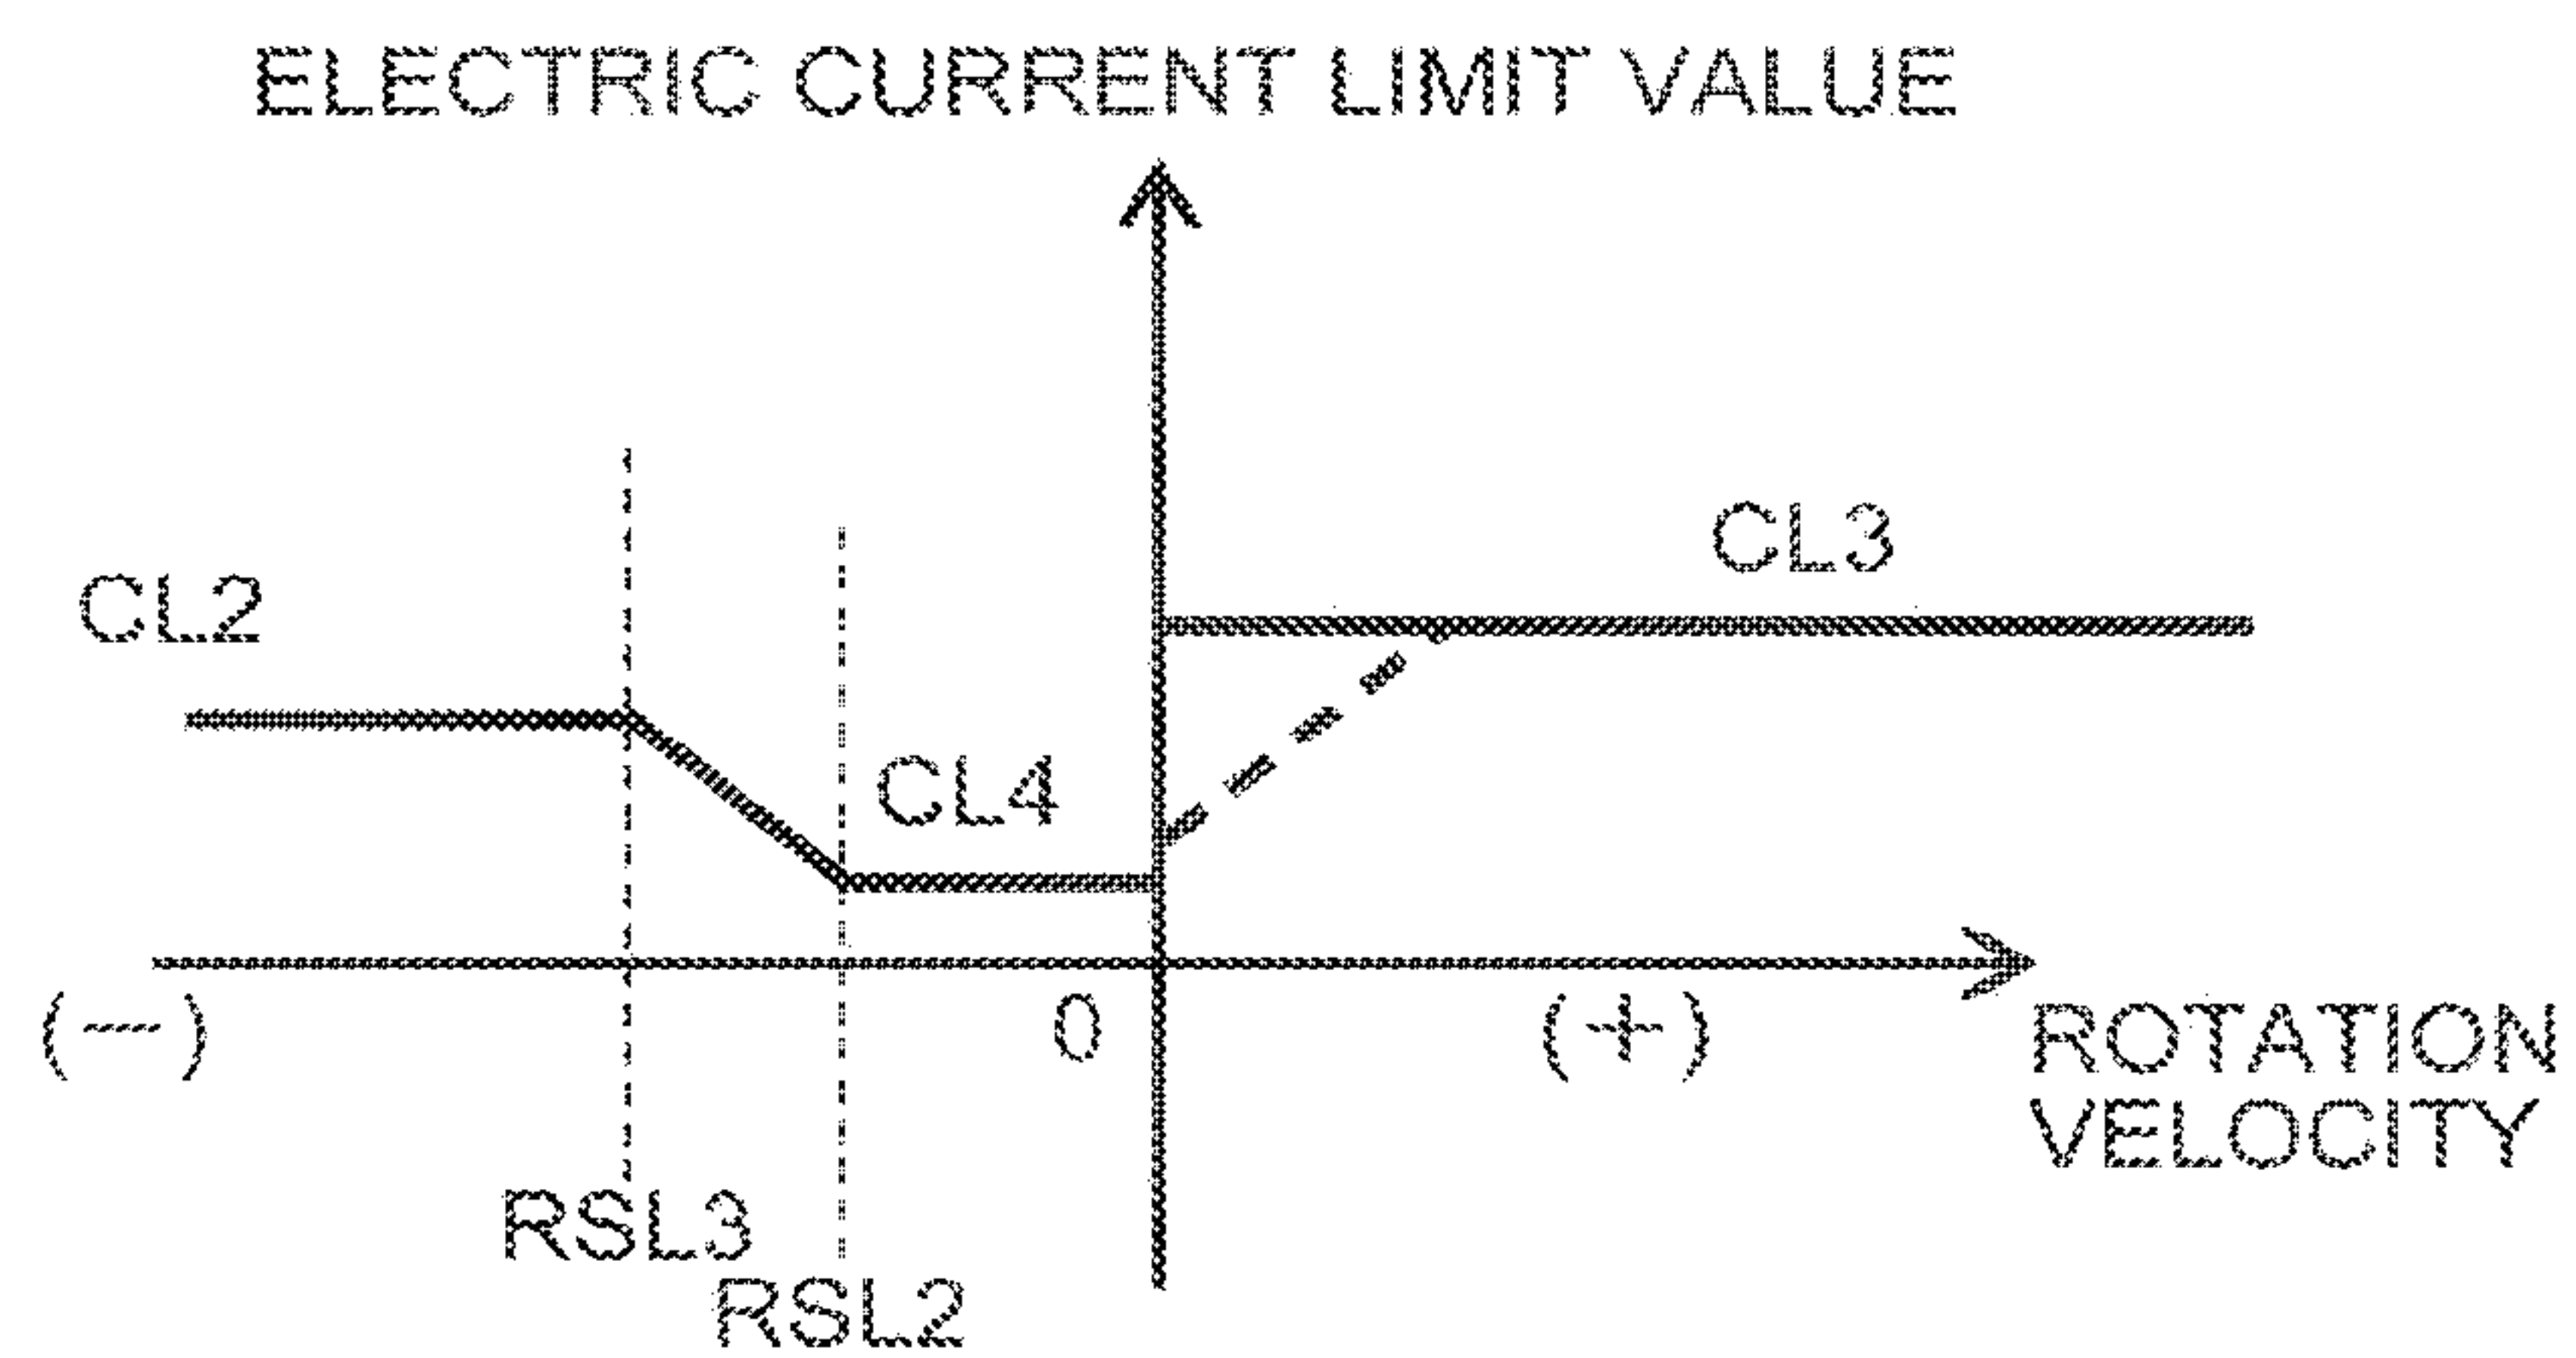 ELECTRIC CURRENT LIMIT VALUE
CL3
CL2
CL4
(—)
0
(+)
ROTATION
VELOCITY
RSL3
RSL2